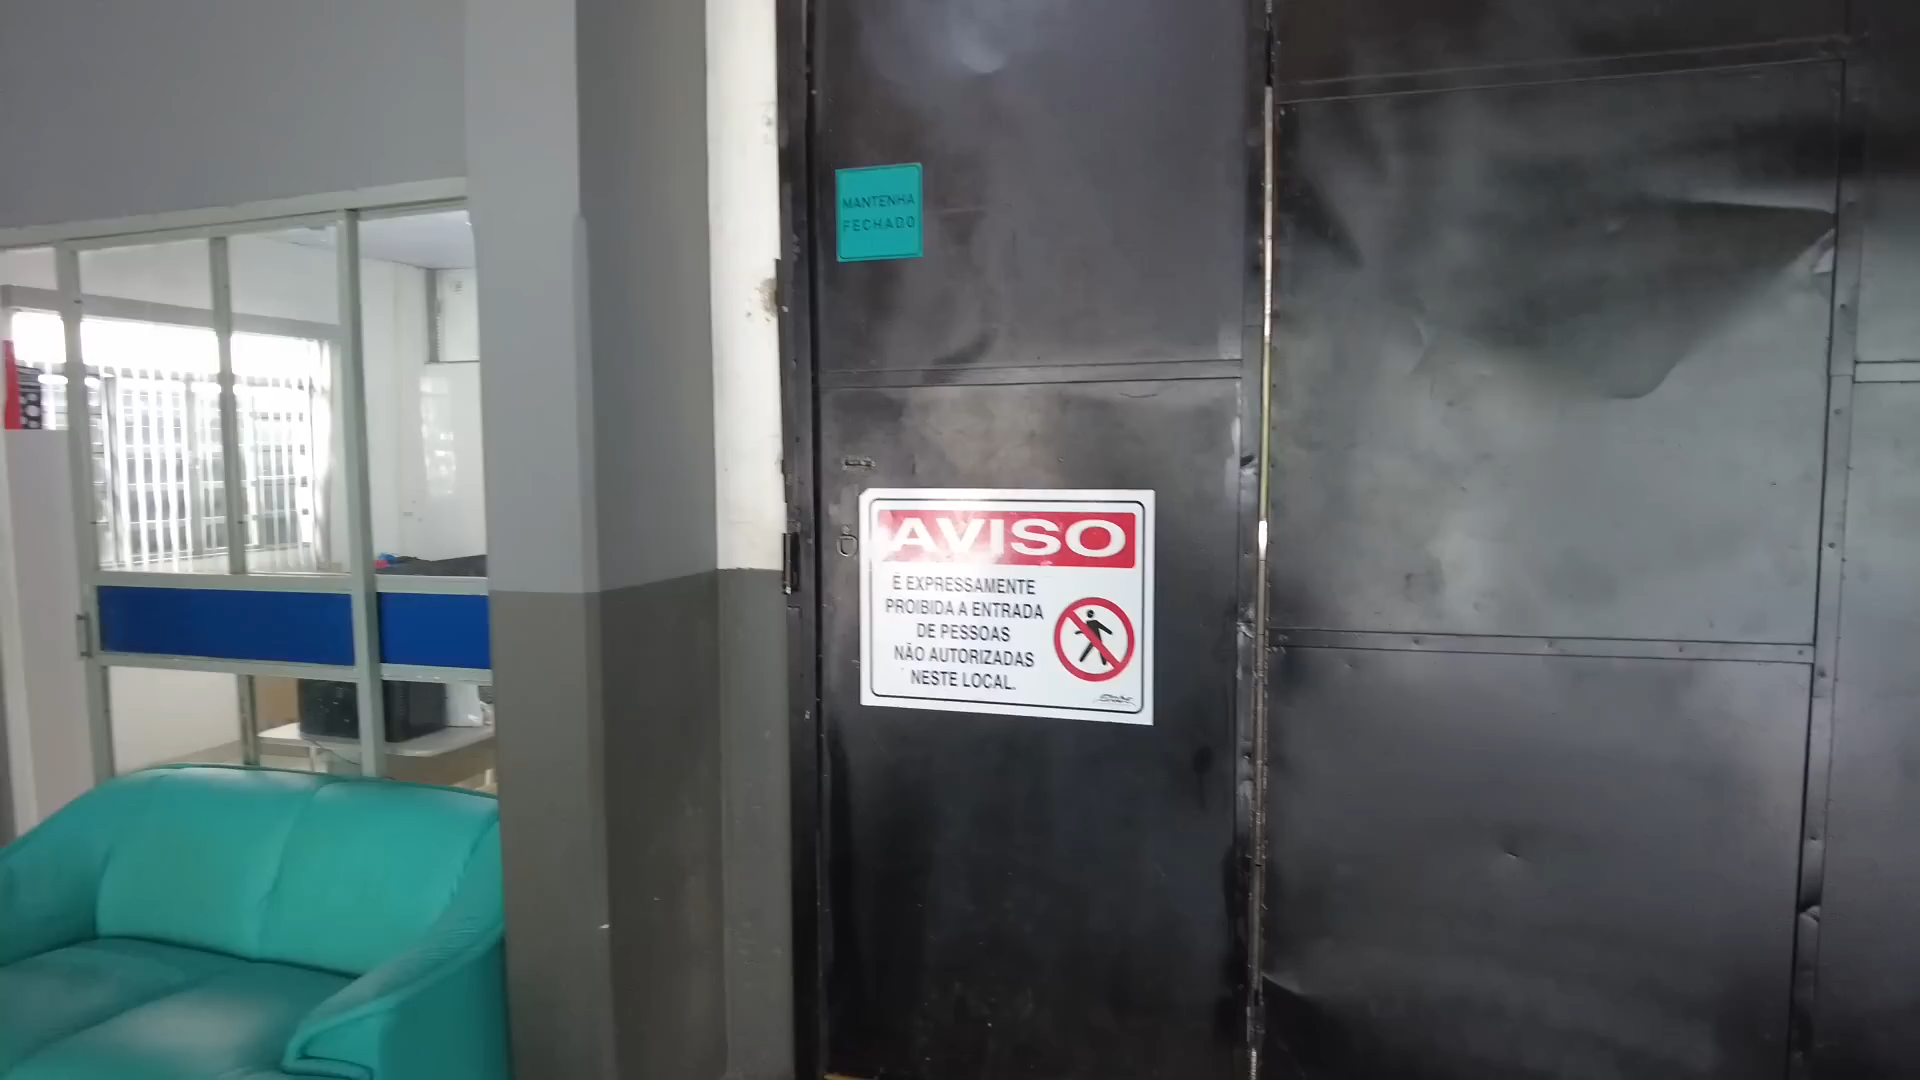 MANTENHA
FECHADO
AVISO
É EXPRESSAMENTE
PROIBIDA A ENTRADA
DE PESSOAS
NÃO AUTORIZADAS
NESTE LOCAL.